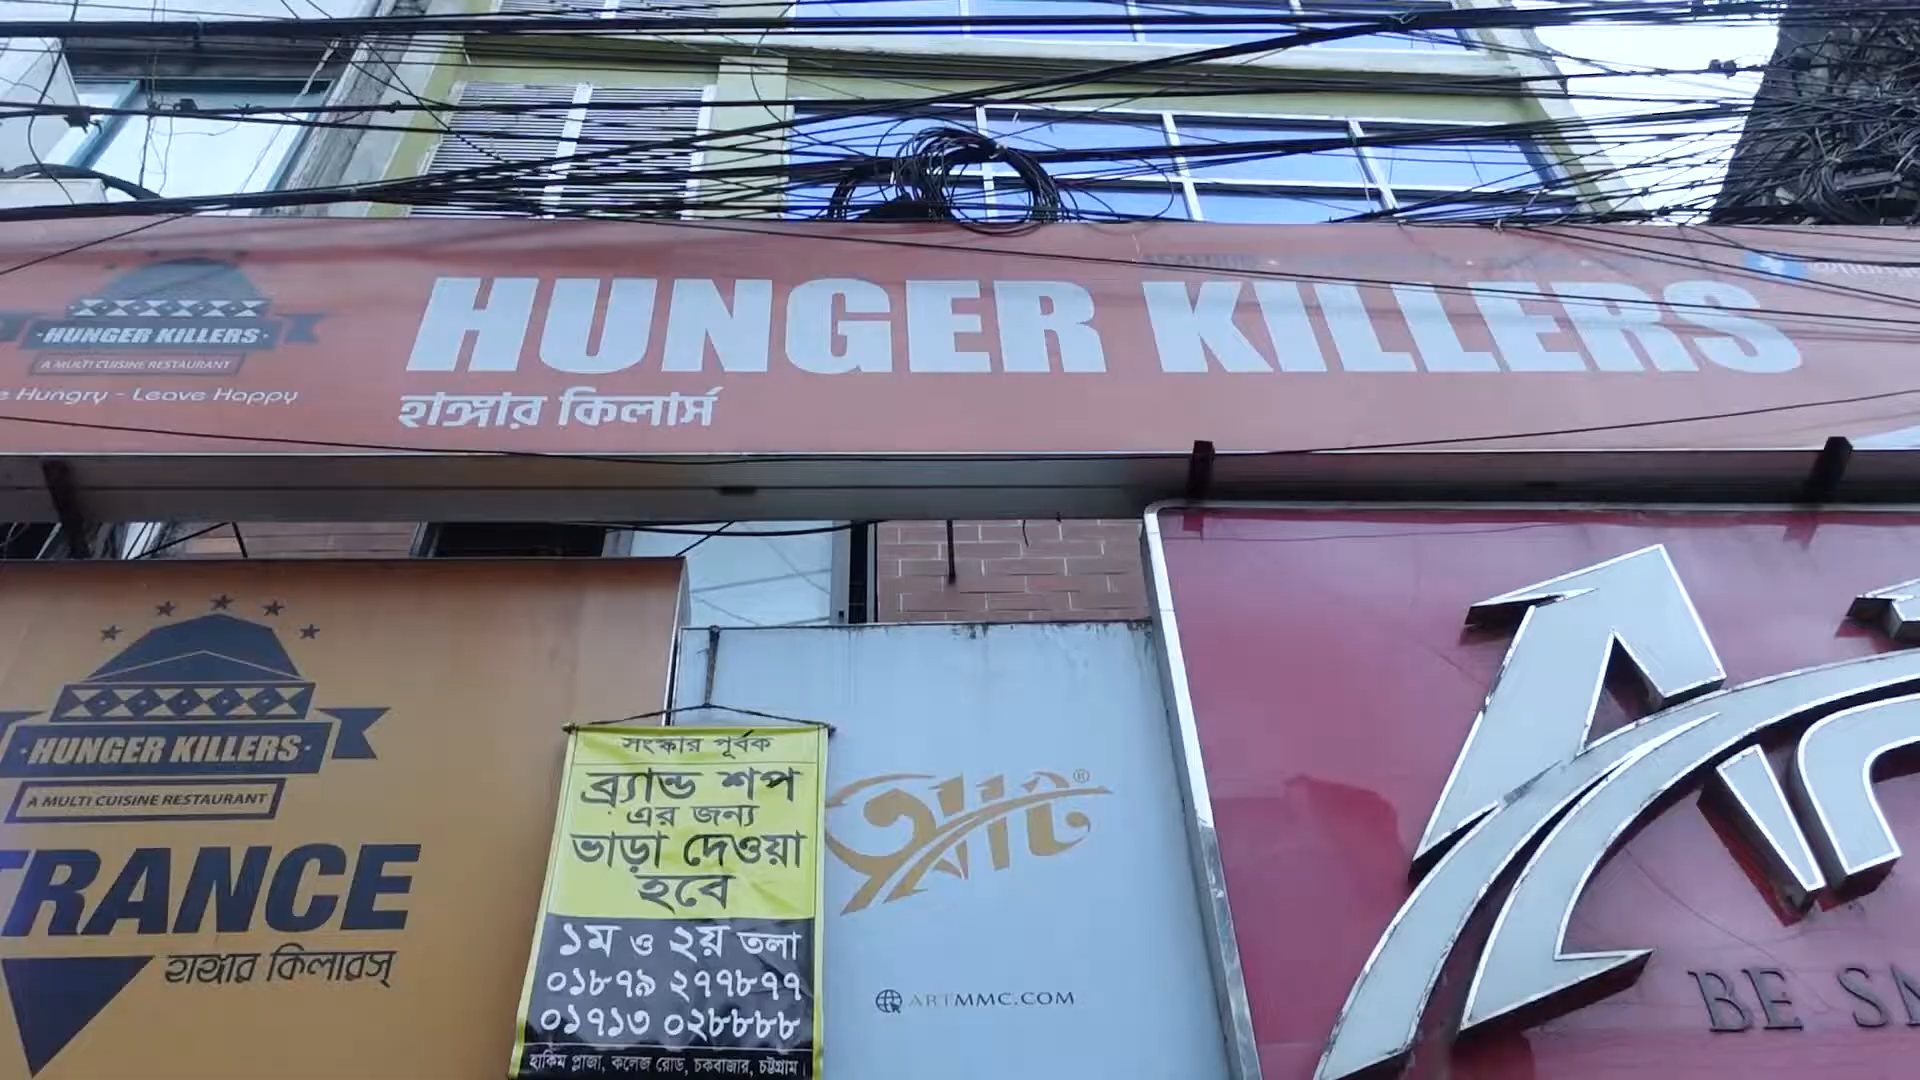 HUNGER KILLERS
A MULTI CUISINE RESTAURANT
Hungry - Leave Happy
HUNGER KILLERS
হাঙ্গার কিলার্স
HUNGER KILLERS
A MULTI CUISINE RESTAURANT
TRANCE
হাঙ্গার কিলারস্
সংস্কার পূর্বক
ব্র্যান্ড শপ
এর জন্য
ভাড়া দেওয়া
হবে
১ম ও ২য় তলা
০১৮৭৯ ২৭৭৮৭৭
০১৭১৩ ০২৮৮৮৮
হাকিম প্লাজা, কলেজ রোড, চকবাজার, চট্টগ্রাম।
আর্ট®
ARTMMC.COM
BE